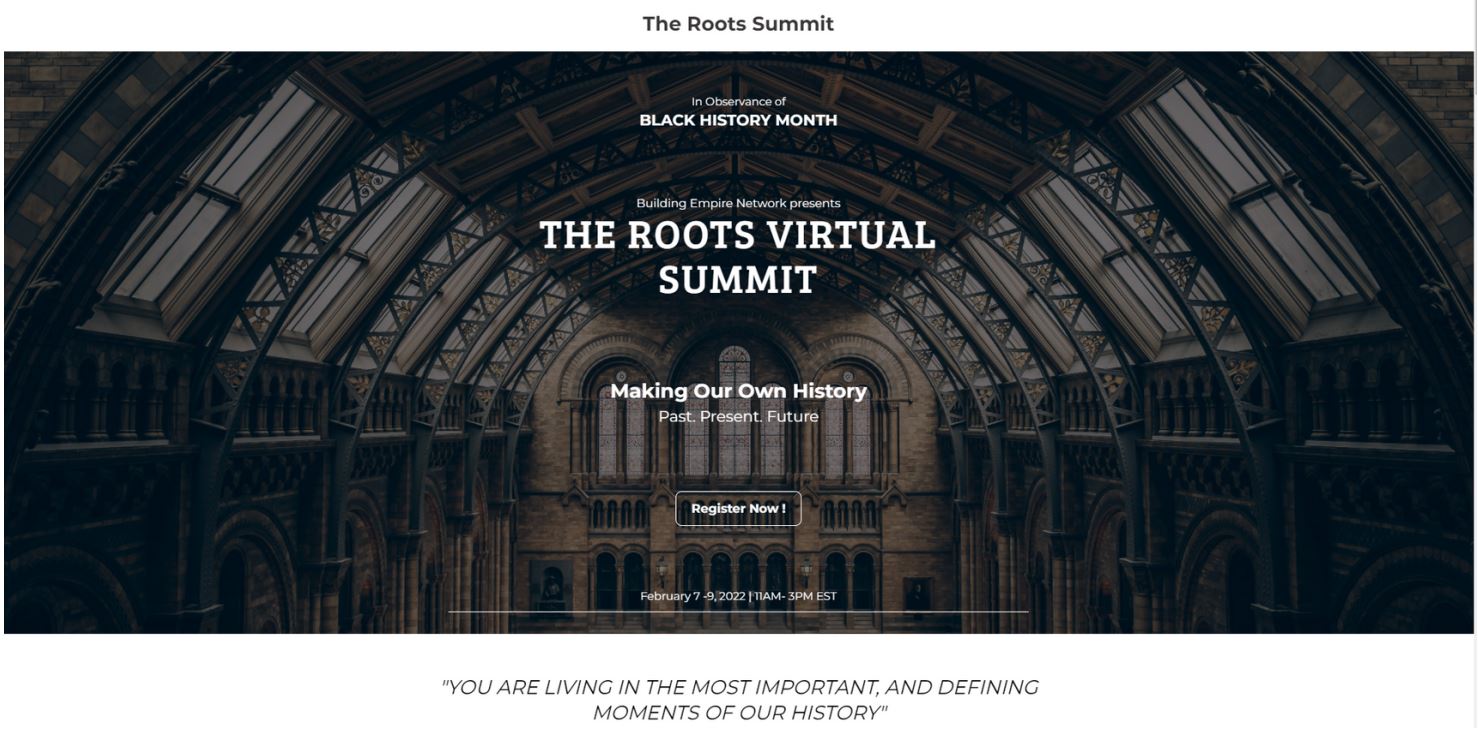 The Roots Summit
In Observance of
BLACK HISTORY MONTH
Building Empire Network presents
THE ROOTS VIRTUAL
SUMMIT
Making Our Own History
Past. Present. Future
Register Now !
February 7 -9, 2022 | 11AM- 3PM EST
"YOU ARE LIVING IN THE MOST IMPORTANT, AND DEFINING
MOMENTS OF OUR HISTORY"